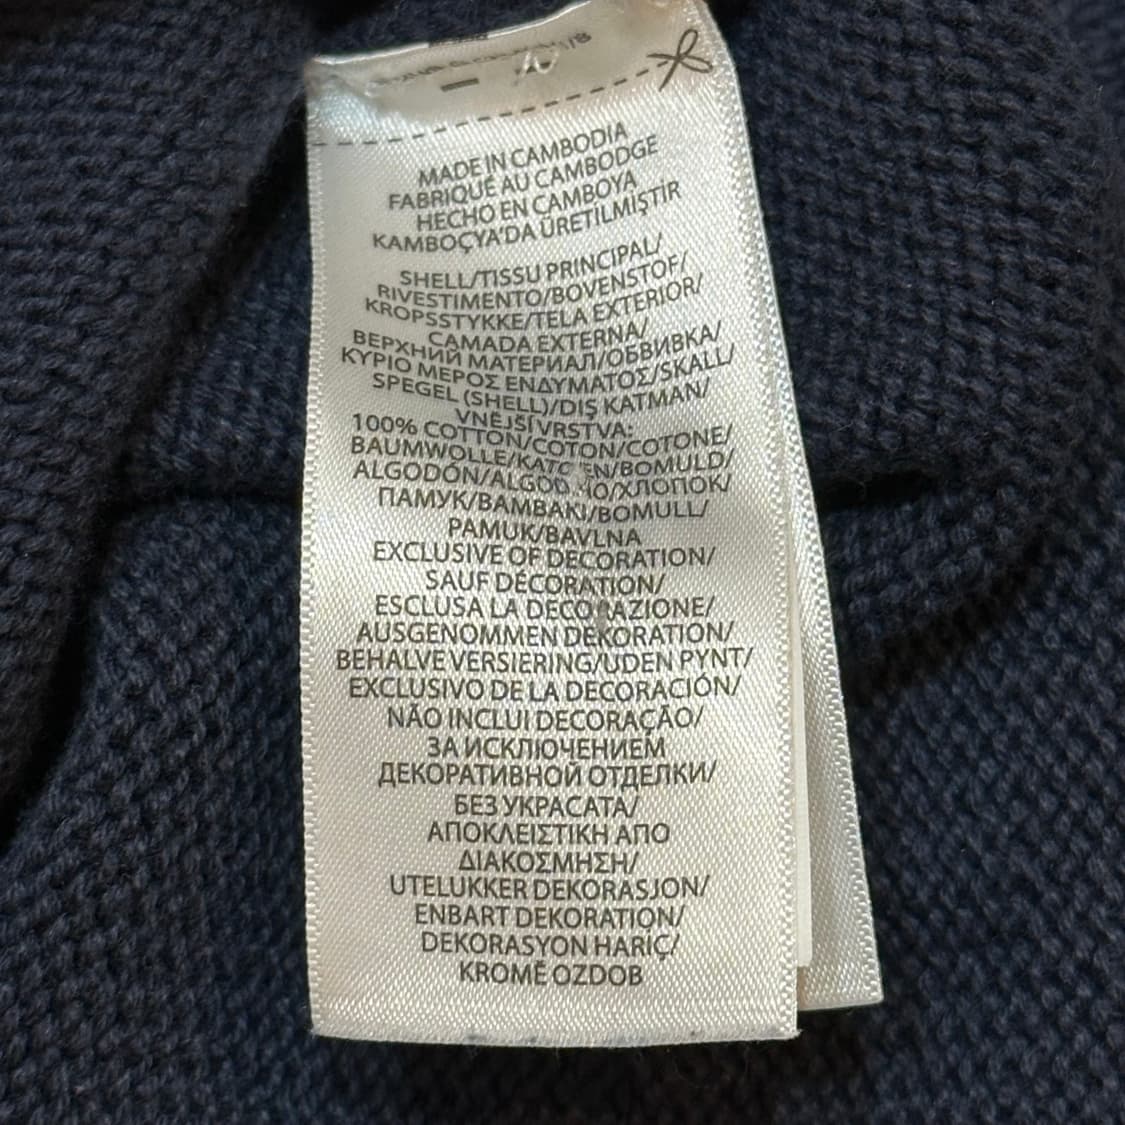 MADE IN CAMBODIA
FABRIQUÉ AU CAMBODGE
HECHO EN CAMBOYA
KAMBOÇYA'DA ÜRETILMIŞTİR
SHELL/TISSU PRINCIPAL/
RIVESTIMENTO/BOVENSTOF/
KROPSSTYKKE/TELA EXTERIOR/
CAMADA EXTERNA/
ВЕРХНИЙ МАТЕРИАЛ/ОБВИВКА/
ΚΥΡΙΟ ΜΕΡΟΣ ΕΝΔΥΜΑΤΟΣ/SKALL/
SPEGEL (SHELL)/DIŞ KATMAN/
VNĚJŠÍ VRSTVA:
100% COTTON/COTON/COTONE/
BAUMWOLLE/KATOEN/BOMULD/
ALGODÓN/ALGODÃO/ХЛОПОК/
ПАМУК/ΒΑΜΒΑΚΙ/BOMULL/
PAMUK/BAVLNA
EXCLUSIVE OF DECORATION/
SAUF DÉCORATION/
ESCLUSA LA DECORAZIONE/
AUSGENOMMEN DEKORATION/
BEHALVE VERSIERING/UDEN PYNT/
EXCLUSIVO DE LA DECORACIÓN/
NÃO INCLUI DECORAÇÃO/
ЗА ИСКЛЮЧЕНИЕМ
ДЕКОРАТИВНОЙ ОТДЕЛКИ/
БЕЗ УКРАСАТА/
ΑΠΟΚΛΕΙΣΤΙΚΗ ΑΠΟ
ΔΙΑΚΟΣΜΗΣΗ/
UTELUKKER DEKORASJON/
ENBART DEKORATION/
DEKORASYON HARIÇ/
KROMĚ OZDOB